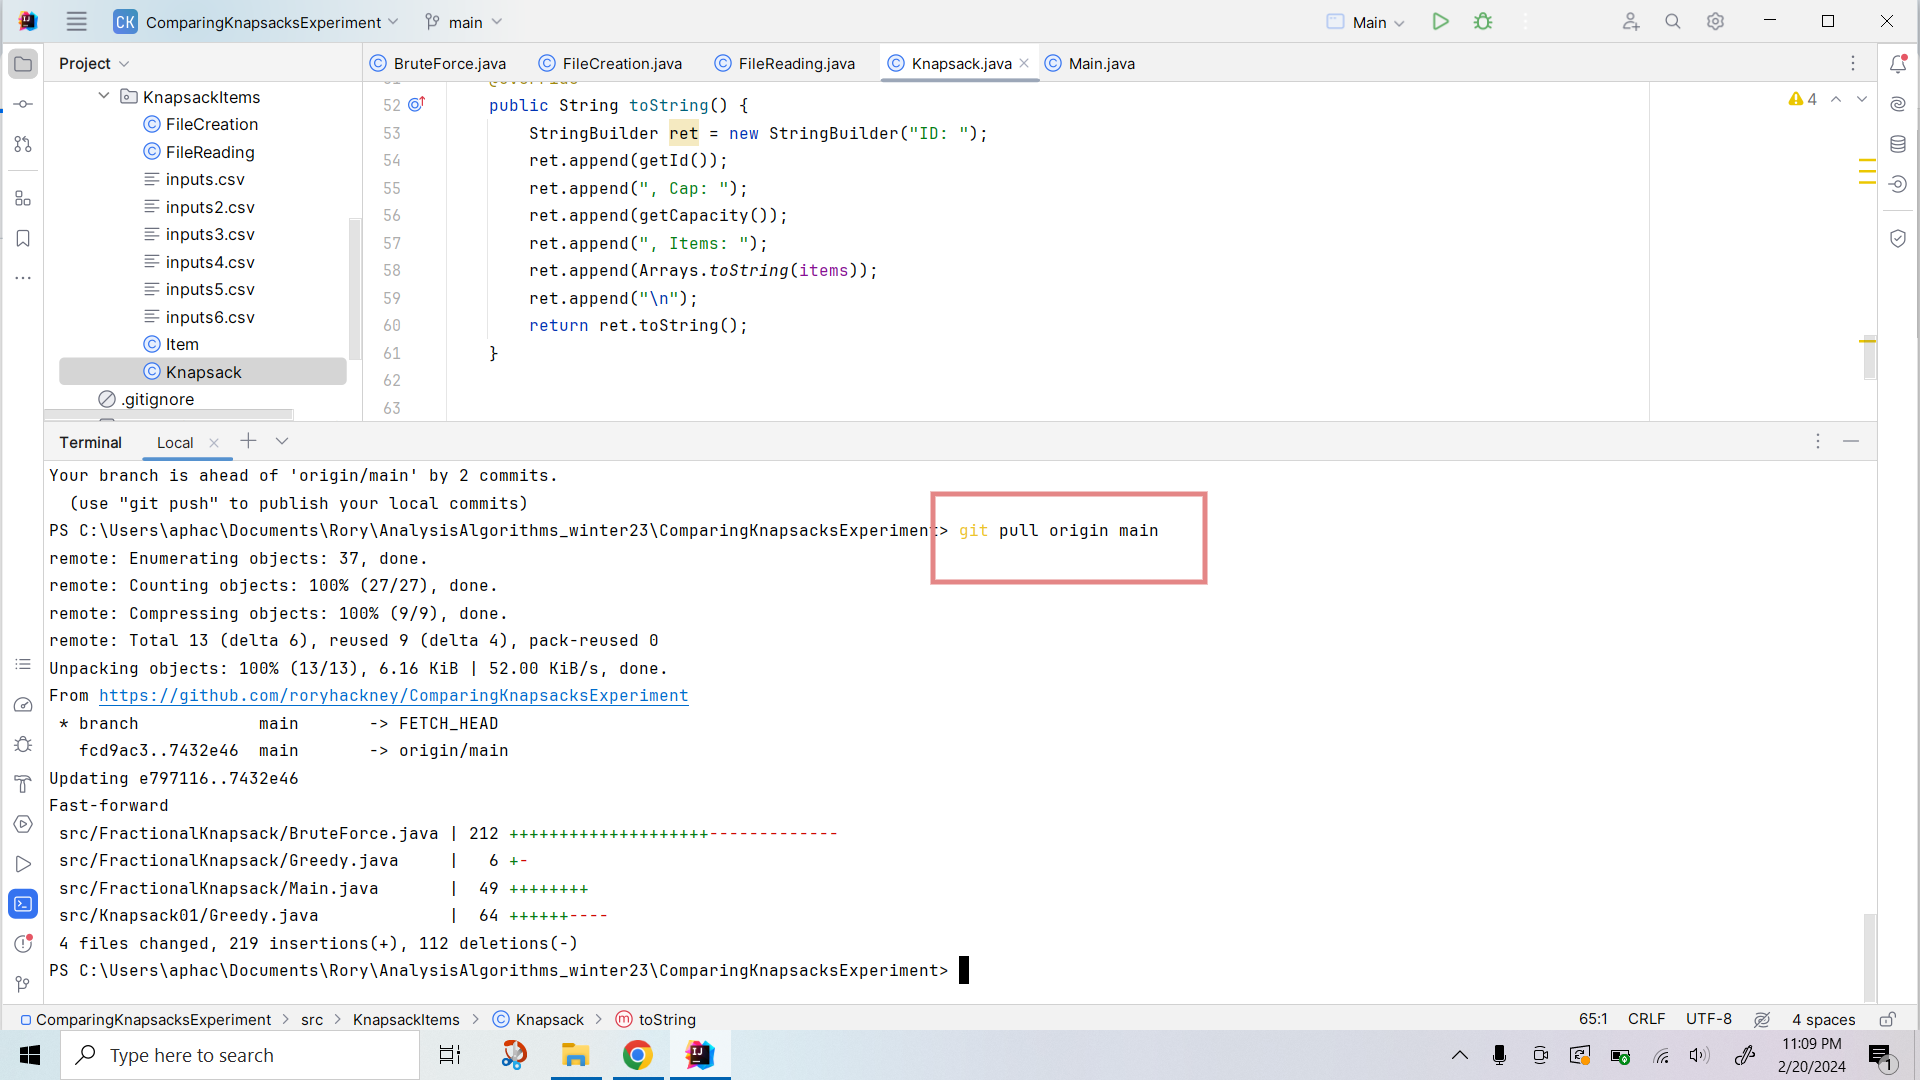 CK ComparingKnapsacksExperiment main Main
Project
BruteForce.java FileCreation.java FileReading.java Knapsack.java Main.java
KnapsackItems
FileCreation
FileReading
inputs.csv
inputs2.csv
inputs3.csv
inputs4.csv
inputs5.csv
inputs6.csv
Item
Knapsack
.gitignore
4
52 public String toString() {
53 StringBuilder ret = new StringBuilder("ID: ");
54 ret.append(getId());
55 ret.append(", Cap: ");
56 ret.append(getCapacity());
57 ret.append(", Items: ");
58 ret.append(Arrays.toString(items));
59 ret.append("\n");
60 return ret.toString();
61 }
62
63
Terminal Local
Your branch is ahead of 'origin/main' by 2 commits.
(use "git push" to publish your local commits)
PS C:\Users\aphac\Documents\Rory\AnalysisAlgorithms_winter23\ComparingKnapsacksExperiment> git pull origin main
remote: Enumerating objects: 37, done.
remote: Counting objects: 100% (27/27), done.
remote: Compressing objects: 100% (9/9), done.
remote: Total 13 (delta 6), reused 9 (delta 4), pack-reused 0
Unpacking objects: 100% (13/13), 6.16 KiB | 52.00 KiB/s, done.
From https://github.com/roryhackney/ComparingKnapsacksExperiment
* branch main -> FETCH_HEAD
fcd9ac3..7432e46 main -> origin/main
Updating e797116..7432e46
Fast-forward
src/FractionalKnapsack/BruteForce.java | 212 ++++++++++++++++++++-------------
src/FractionalKnapsack/Greedy.java | 6 +-
src/FractionalKnapsack/Main.java | 49 ++++++++
src/Knapsack01/Greedy.java | 64 ++++++----
4 files changed, 219 insertions(+), 112 deletions(-)
PS C:\Users\aphac\Documents\Rory\AnalysisAlgorithms_winter23\ComparingKnapsacksExperiment>
ComparingKnapsacksExperiment > src > KnapsackItems > Knapsack > toString 65:1 CRLF UTF-8 4 spaces
Type here to search
11:09 PM
2/20/2024
1